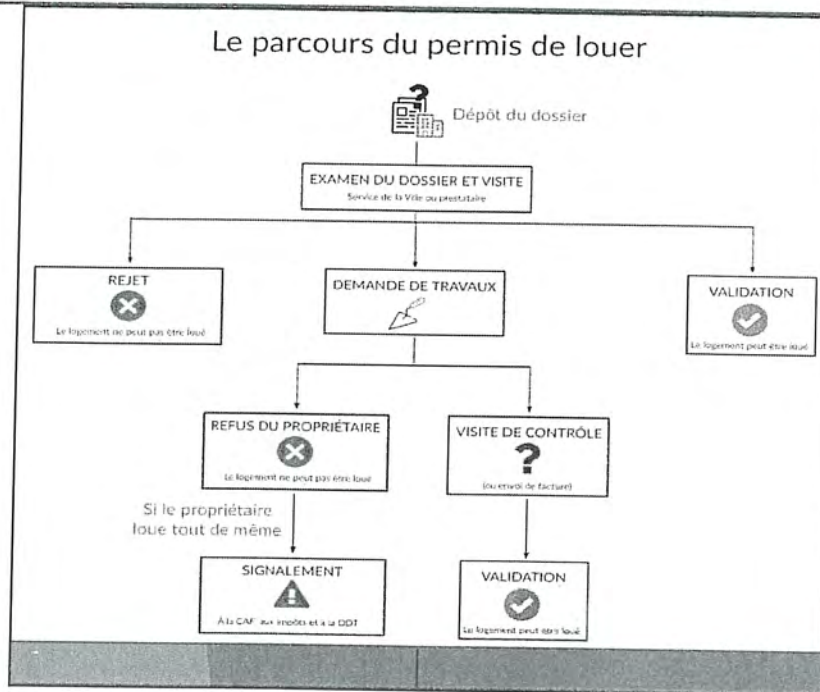 Le parcours du permis de louer
?
Dépôt du dossier
EXAMEN DU DOSSIER ET VISITE
Service de la Ville ou prestataire
REJET
Le logement ne peut pas être loué
DEMANDE DE TRAVAUX
VALIDATION
Le logement peut être loué
REFUS DU PROPRIÉTAIRE
Le logement ne peut pas être loué
VISITE DE CONTRÔLE
?
(ou envoi de facture)
Si le propriétaire
loue tout de même
SIGNALEMENT
À la CAF, aux impôts et à la DDT
VALIDATION
Le logement peut être loué